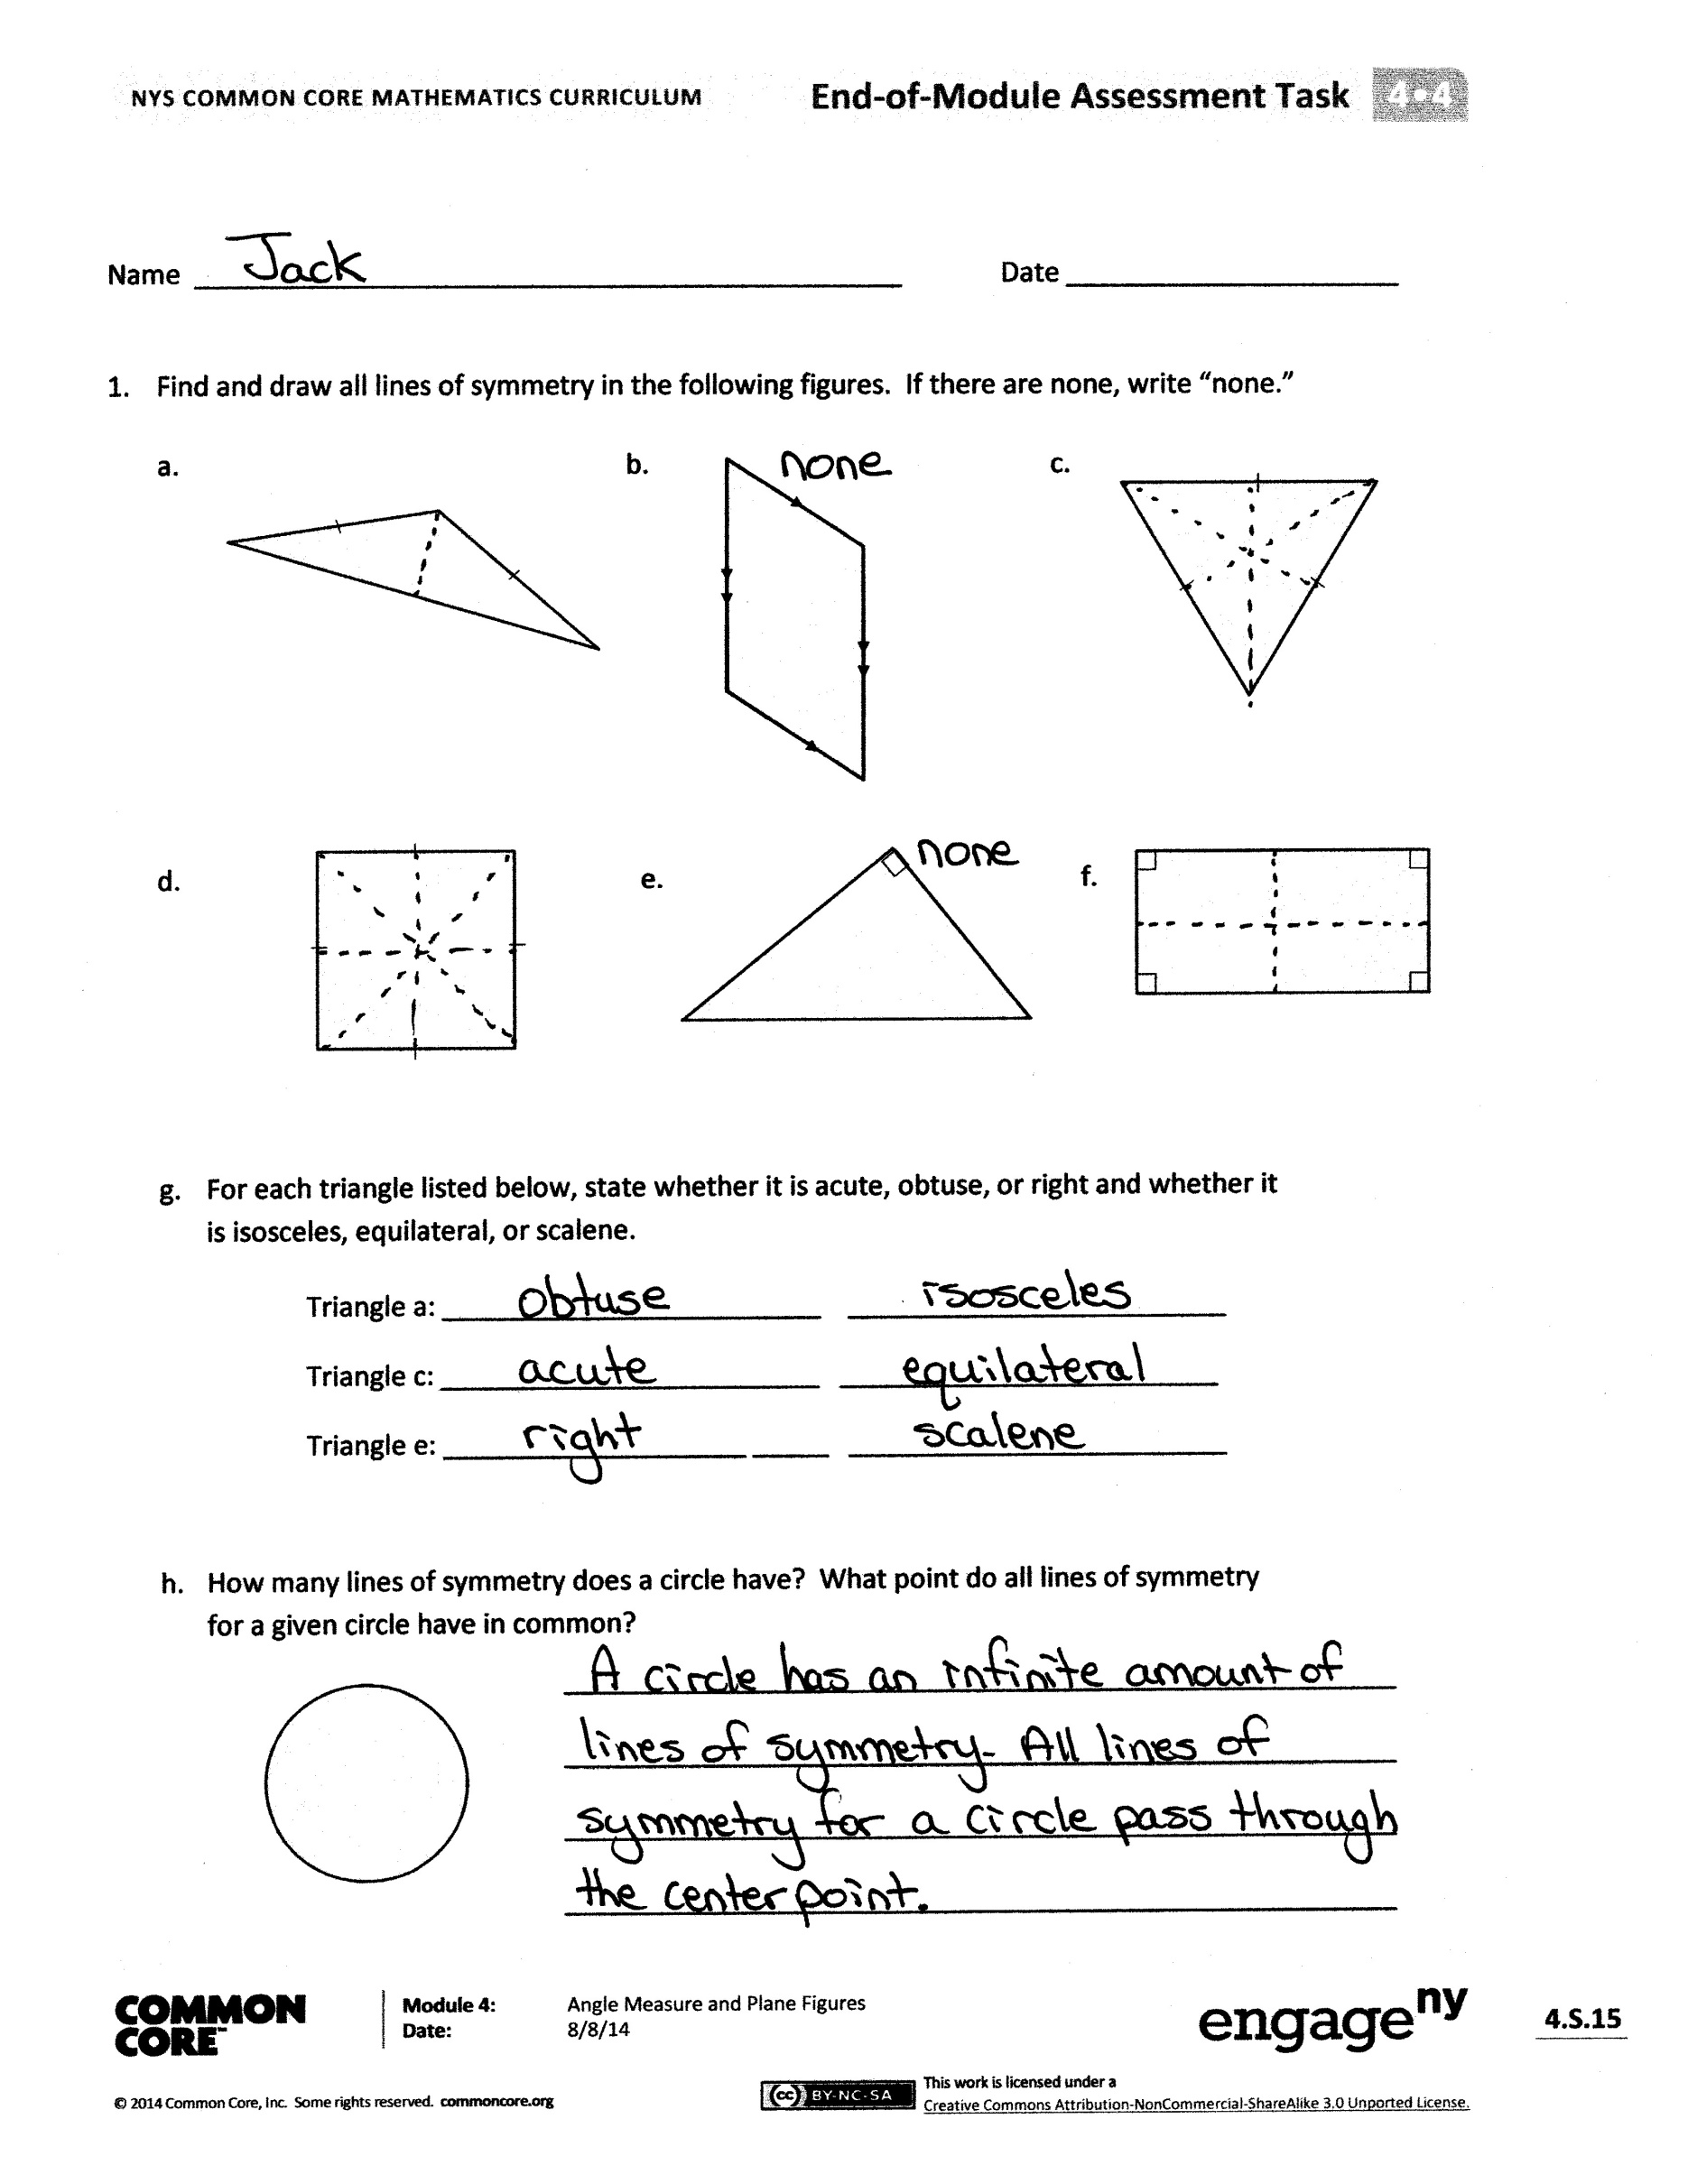 NYS COMMON CORE MATHEMATICS CURRICULUM End-of-Module Assessment Task 4•4
Name Jack Date
1. Find and draw all lines of symmetry in the following figures. If there are none, write “none.”
a. b. none c.
d. e. none f.
g. For each triangle listed below, state whether it is acute, obtuse, or right and whether it
is isosceles, equilateral, or scalene.
Triangle a: obtuse isosceles
Triangle c: acute equilateral
Triangle e: right scalene
h. How many lines of symmetry does a circle have? What point do all lines of symmetry
for a given circle have in common?
A circle has an infinite amount of
lines of symmetry. All lines of
symmetry for a circle pass through
the center point.
COMMON CORE™
Module 4: Angle Measure and Plane Figures
Date: 8/8/14
engage ny
4.S.15
© 2014 Common Core, Inc. Some rights reserved. commoncore.org
(cc) BY-NC-SA
This work is licensed under a
Creative Commons Attribution-NonCommercial-ShareAlike 3.0 Unported License.